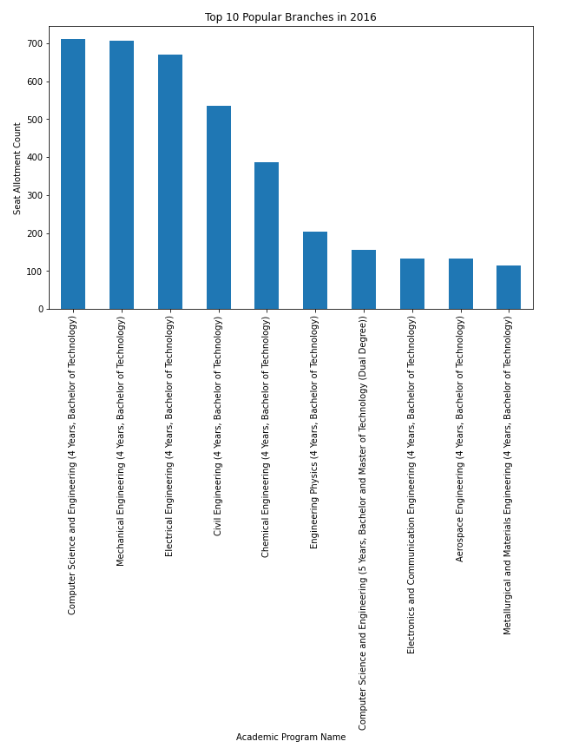 Top 10 Popular Branches in 2016
Seat Allotment Count
700
600
500
400
300
200
100
0
Computer Science and Engineering (4 Years, Bachelor of Technology)
Mechanical Engineering (4 Years, Bachelor of Technology)
Electrical Engineering (4 Years, Bachelor of Technology)
Civil Engineering (4 Years, Bachelor of Technology)
Chemical Engineering (4 Years, Bachelor of Technology)
Engineering Physics (4 Years, Bachelor of Technology)
Computer Science and Engineering (5 Years, Bachelor and Master of Technology (Dual Degree))
Electronics and Communication Engineering (4 Years, Bachelor of Technology)
Aerospace Engineering (4 Years, Bachelor of Technology)
Metallurgical and Materials Engineering (4 Years, Bachelor of Technology)
Academic Program Name